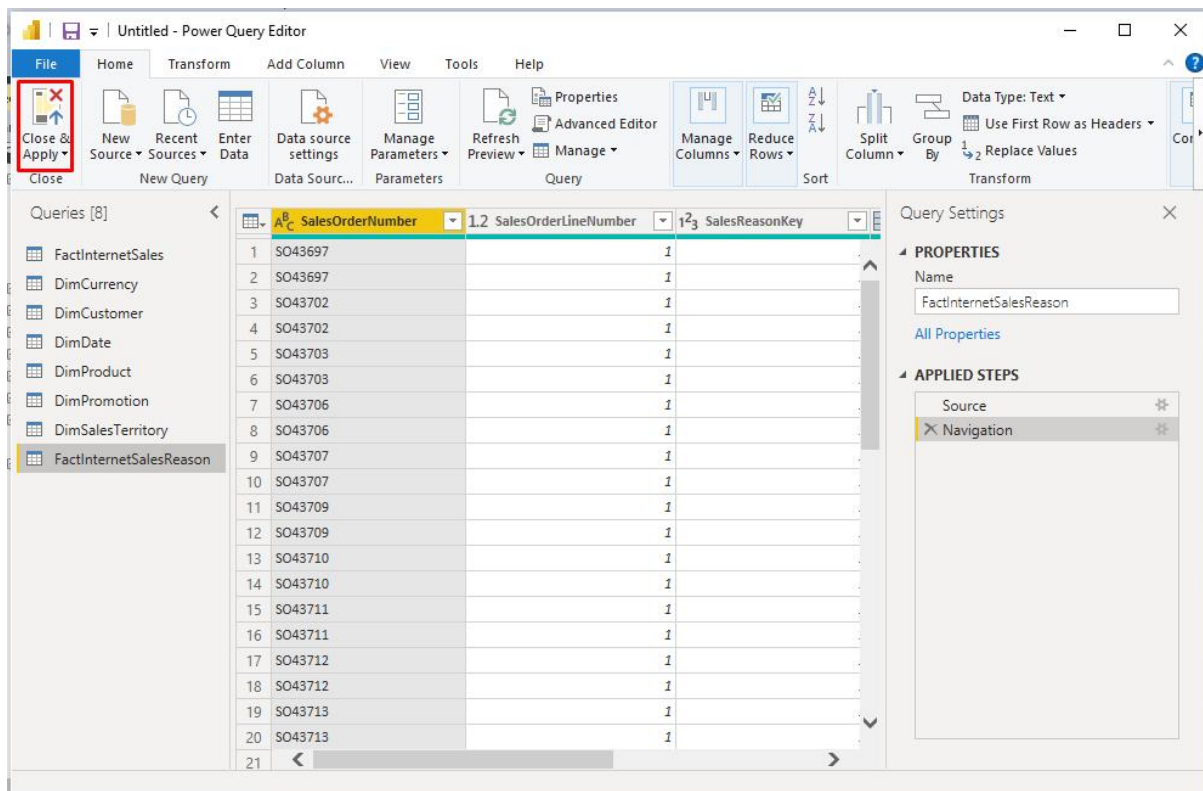 Untitled - Power Query Editor
File Home Transform Add Column View Tools Help
Close & Apply
New Source
Recent Sources
Enter Data
Data source settings
Manage Parameters
Refresh Preview
Properties
Advanced Editor
Manage
Manage Columns
Reduce Rows
Split Column
Group By
Data Type: Text
Use First Row as Headers
Replace Values
Close
New Query
Data Sourc...
Parameters
Query
Sort
Transform
Queries [8]
FactInternetSales
DimCurrency
DimCustomer
DimDate
DimProduct
DimPromotion
DimSalesTerritory
FactInternetSalesReason
ABC SalesOrderNumber 1.2 SalesOrderLineNumber 123 SalesReasonKey
1 SO43697 1
2 SO43697 1
3 SO43702 1
4 SO43702 1
5 SO43703 1
6 SO43703 1
7 SO43706 1
8 SO43706 1
9 SO43707 1
10 SO43707 1
11 SO43709 1
12 SO43709 1
13 SO43710 1
14 SO43710 1
15 SO43711 1
16 SO43711 1
17 SO43712 1
18 SO43712 1
19 SO43713 1
20 SO43713 1
21
Query Settings
PROPERTIES
Name
FactInternetSalesReason
All Properties
APPLIED STEPS
Source
Navigation